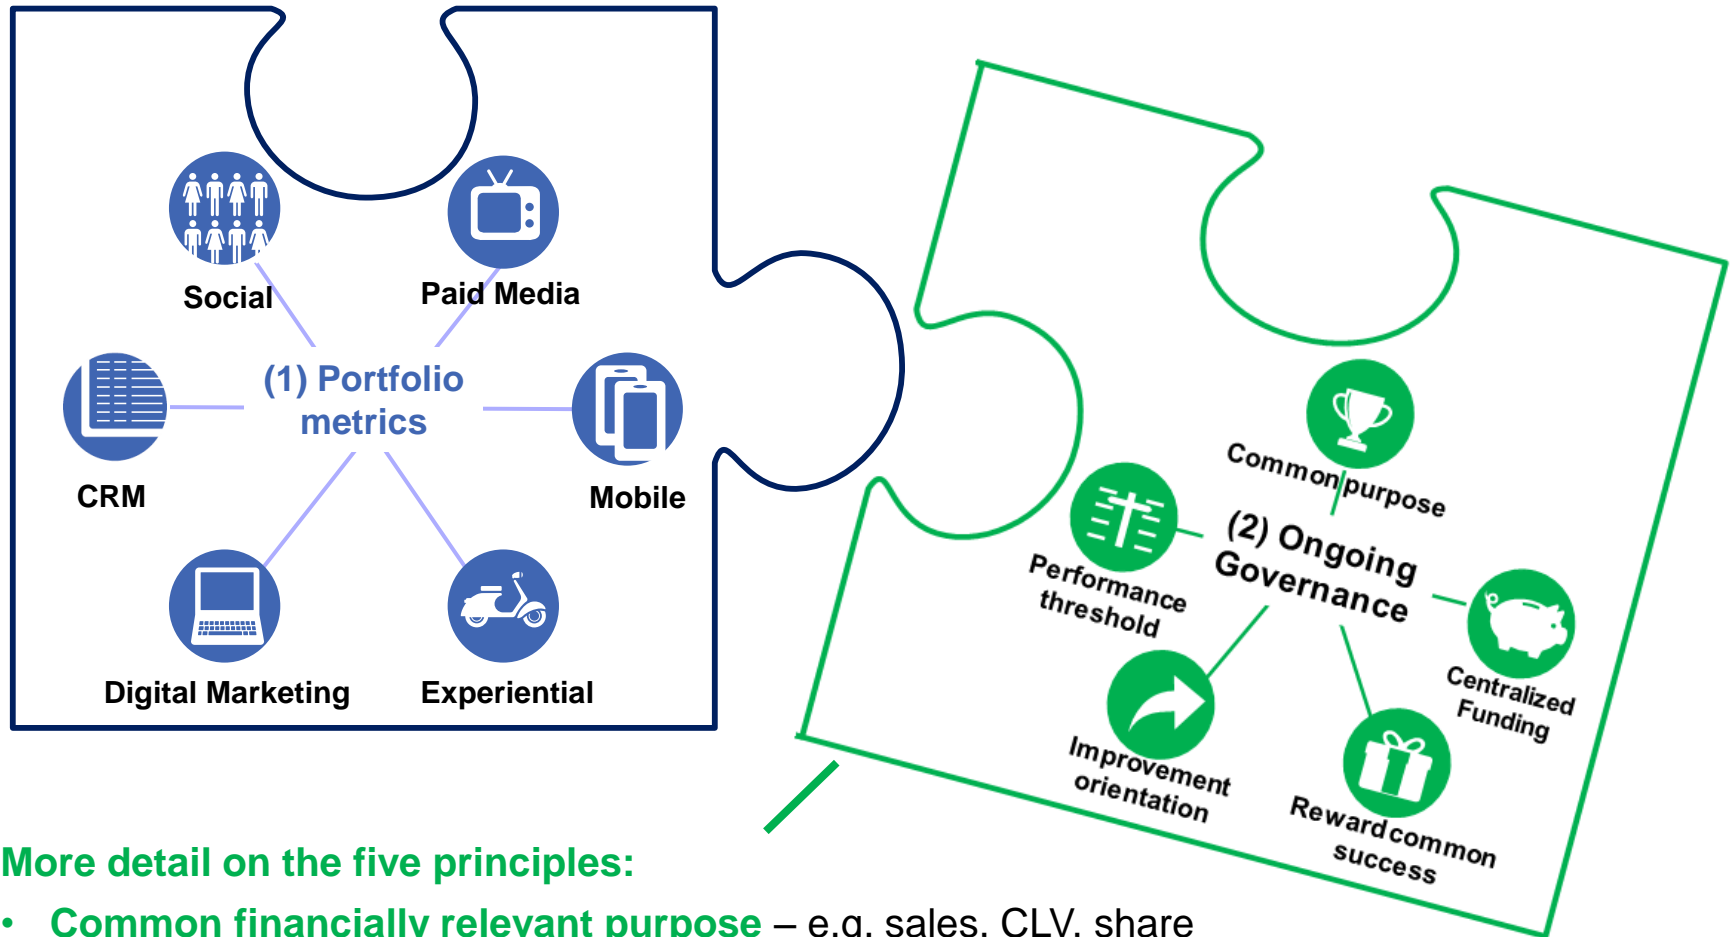 Social
Paid Media
(1) Portfolio
metrics
CRM
Mobile
Digital Marketing
Experiential
Common purpose
(2) Ongoing
Governance
Performance
threshold
Centralized
Funding
Improvement
orientation
Reward common
success
More detail on the five principles:
• Common financially relevant purpose – e.g. sales, CLV, share